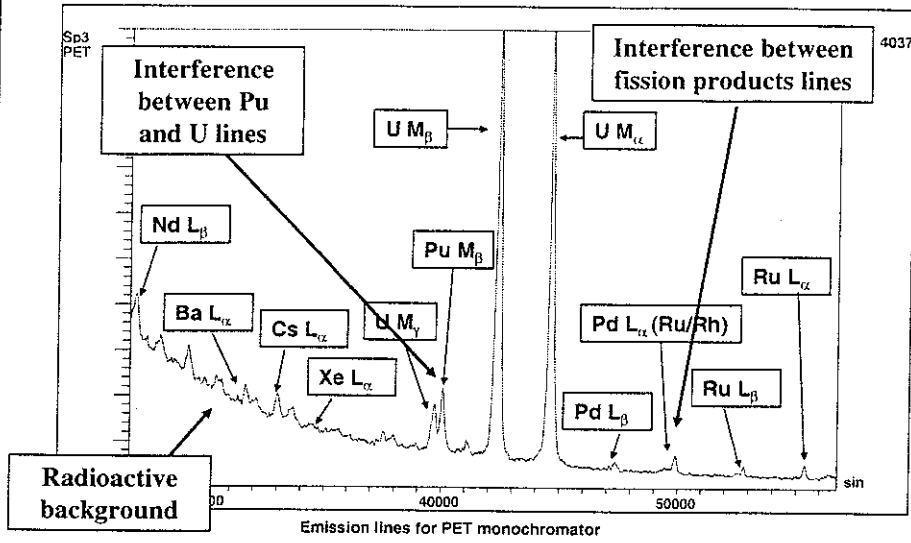 Sp3
PET
4037
Interference
between Pu
and U lines
Interference between
fission products lines
U Mβ
U Mα
Nd Lβ
Pu Mβ
Ru Lα
Ba Lα
Cs Lα
U Mγ
Pd Lα (Ru/Rh)
Xe Lα
Pd Lβ
Ru Lβ
Radioactive
background
40000
50000
sin
Emission lines for PET monochromator